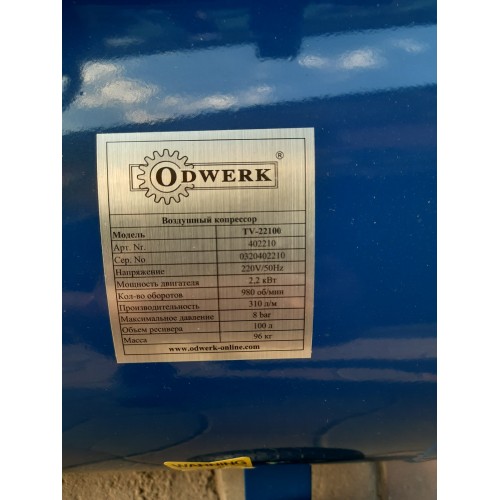 ODWERK ®
Воздушный конрессор
Модель TV-22100
Арт. Nr. 402210
Сер. No 0320402210
Напряжение 220V/50Hz
Мощность двигателя 2,2 кВт
Кол-во оборотов 980 об/мин
Производительность 310 л/м
Максимальное давление 8 bar
Объем ресивера 100 л
Масса 96 кг
www.odwerk-online.com
WARNING